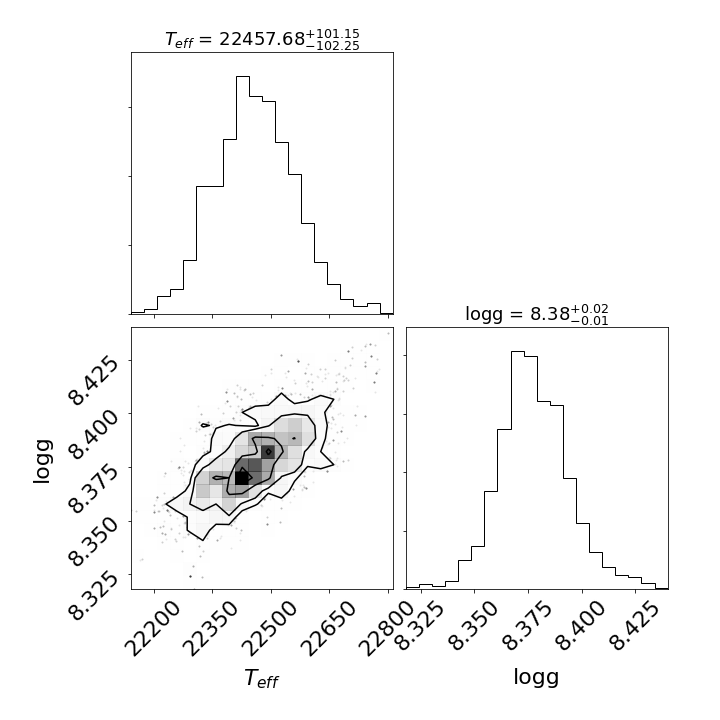 T_eff = 22457.68^{+101.15}_{-102.25}
logg = 8.38^{+0.02}_{-0.01}
8.425
8.400
8.375
8.350
8.325
logg
22200 22350 22500 22650 22800
8.325 8.350 8.375 8.400 8.425
T_eff
logg